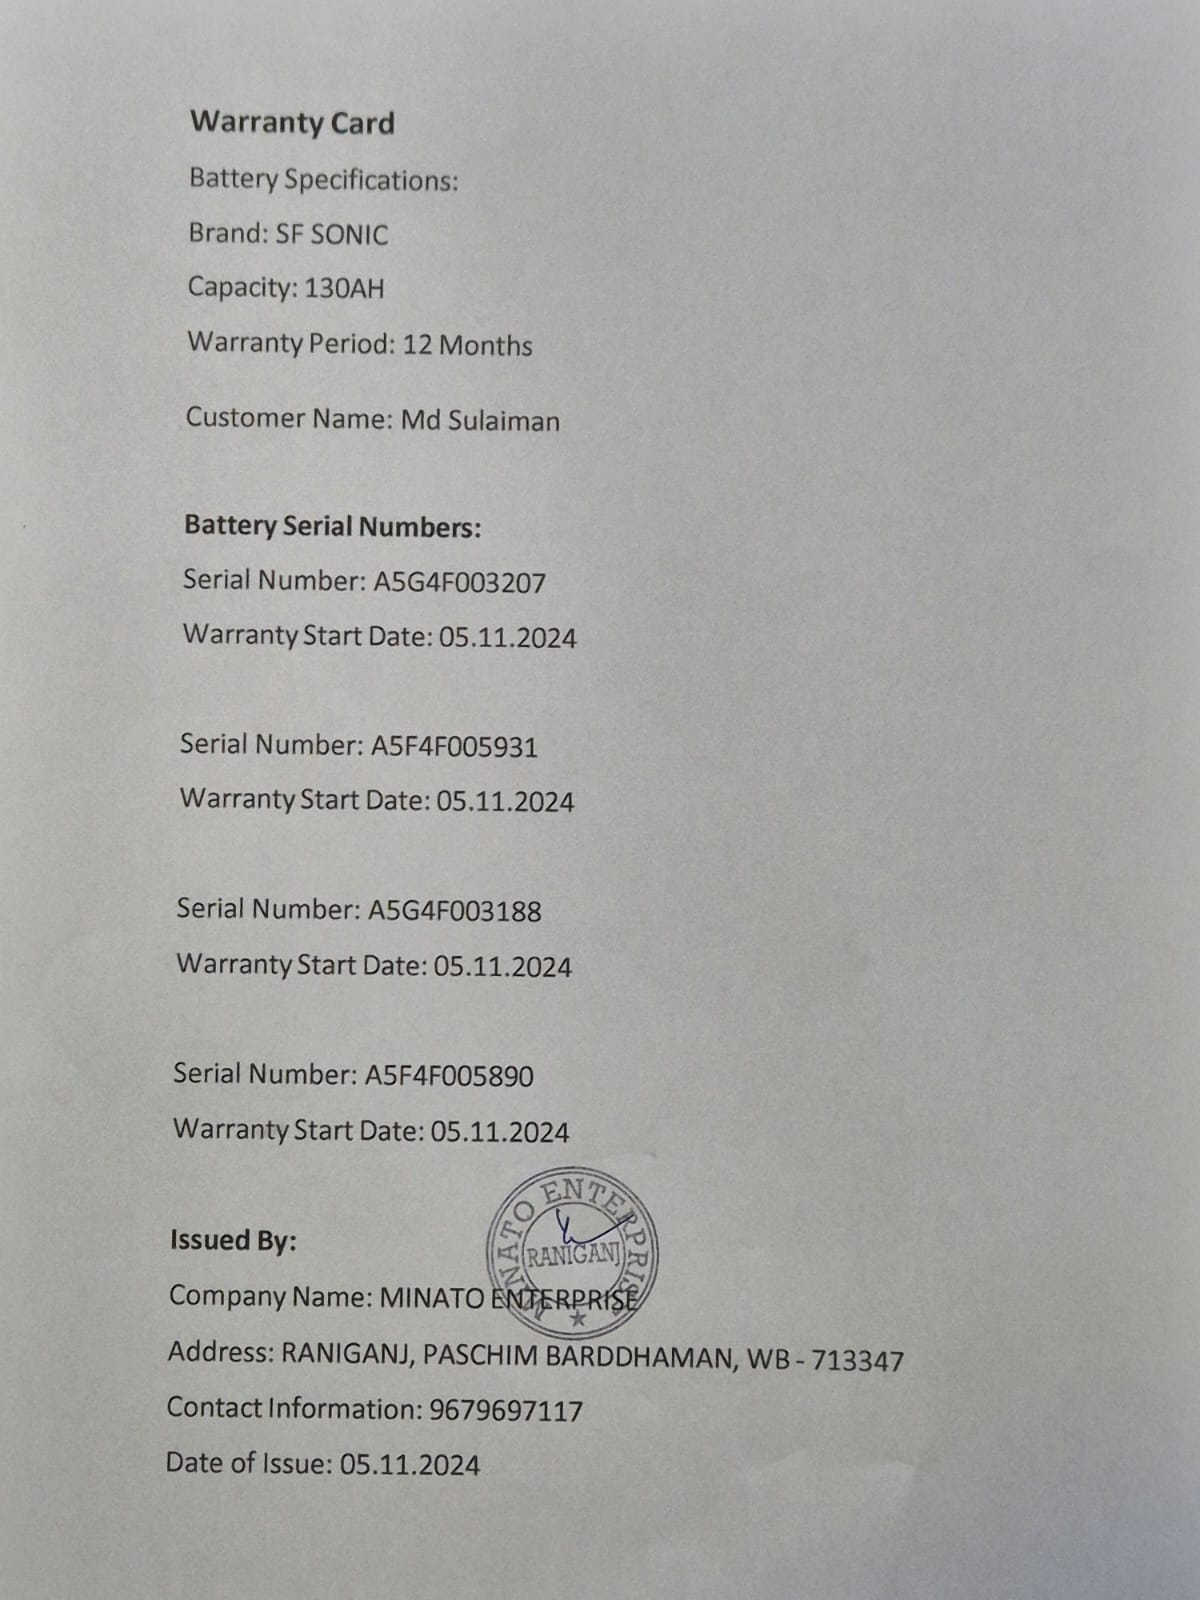 Warranty Card
Battery Specifications:
Brand: SF SONIC
Capacity: 130AH
Warranty Period: 12 Months
Customer Name: Md Sulaiman
Battery Serial Numbers:
Serial Number: A5G4F003207
Warranty Start Date: 05.11.2024
Serial Number: A5F4F005931
Warranty Start Date: 05.11.2024
Serial Number: A5G4F003188
Warranty Start Date: 05.11.2024
Serial Number: A5F4F005890
Warranty Start Date: 05.11.2024
MINATO ENTERPRISE
RANIGANJ
Issued By:
Company Name: MINATO ENTERPRISE
Address: RANIGANJ, PASCHIM BARDDHAMAN, WB - 713347
Contact Information: 9679697117
Date of Issue: 05.11.2024